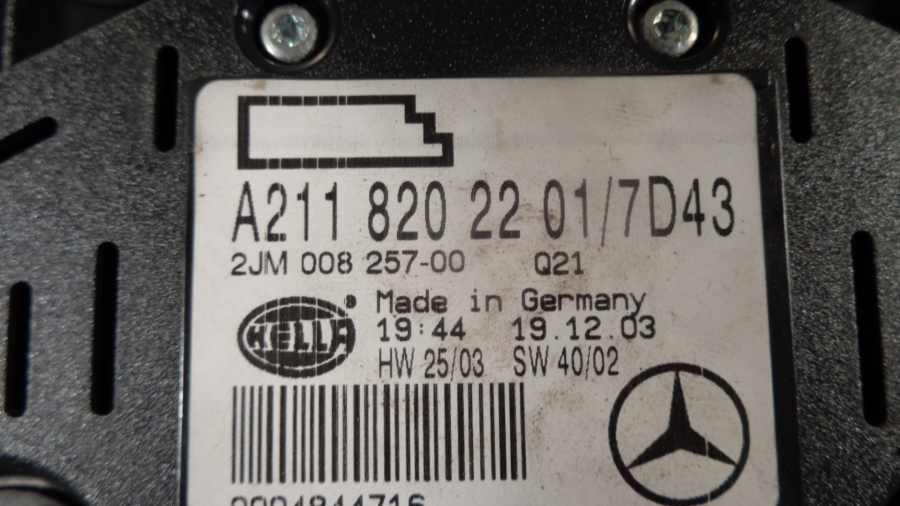 A211 820 22 01/7D43
2JM 008 257-00 Q21
HELLA ® Made in Germany
19:44 19.12.03
HW 25/03 SW 40/02